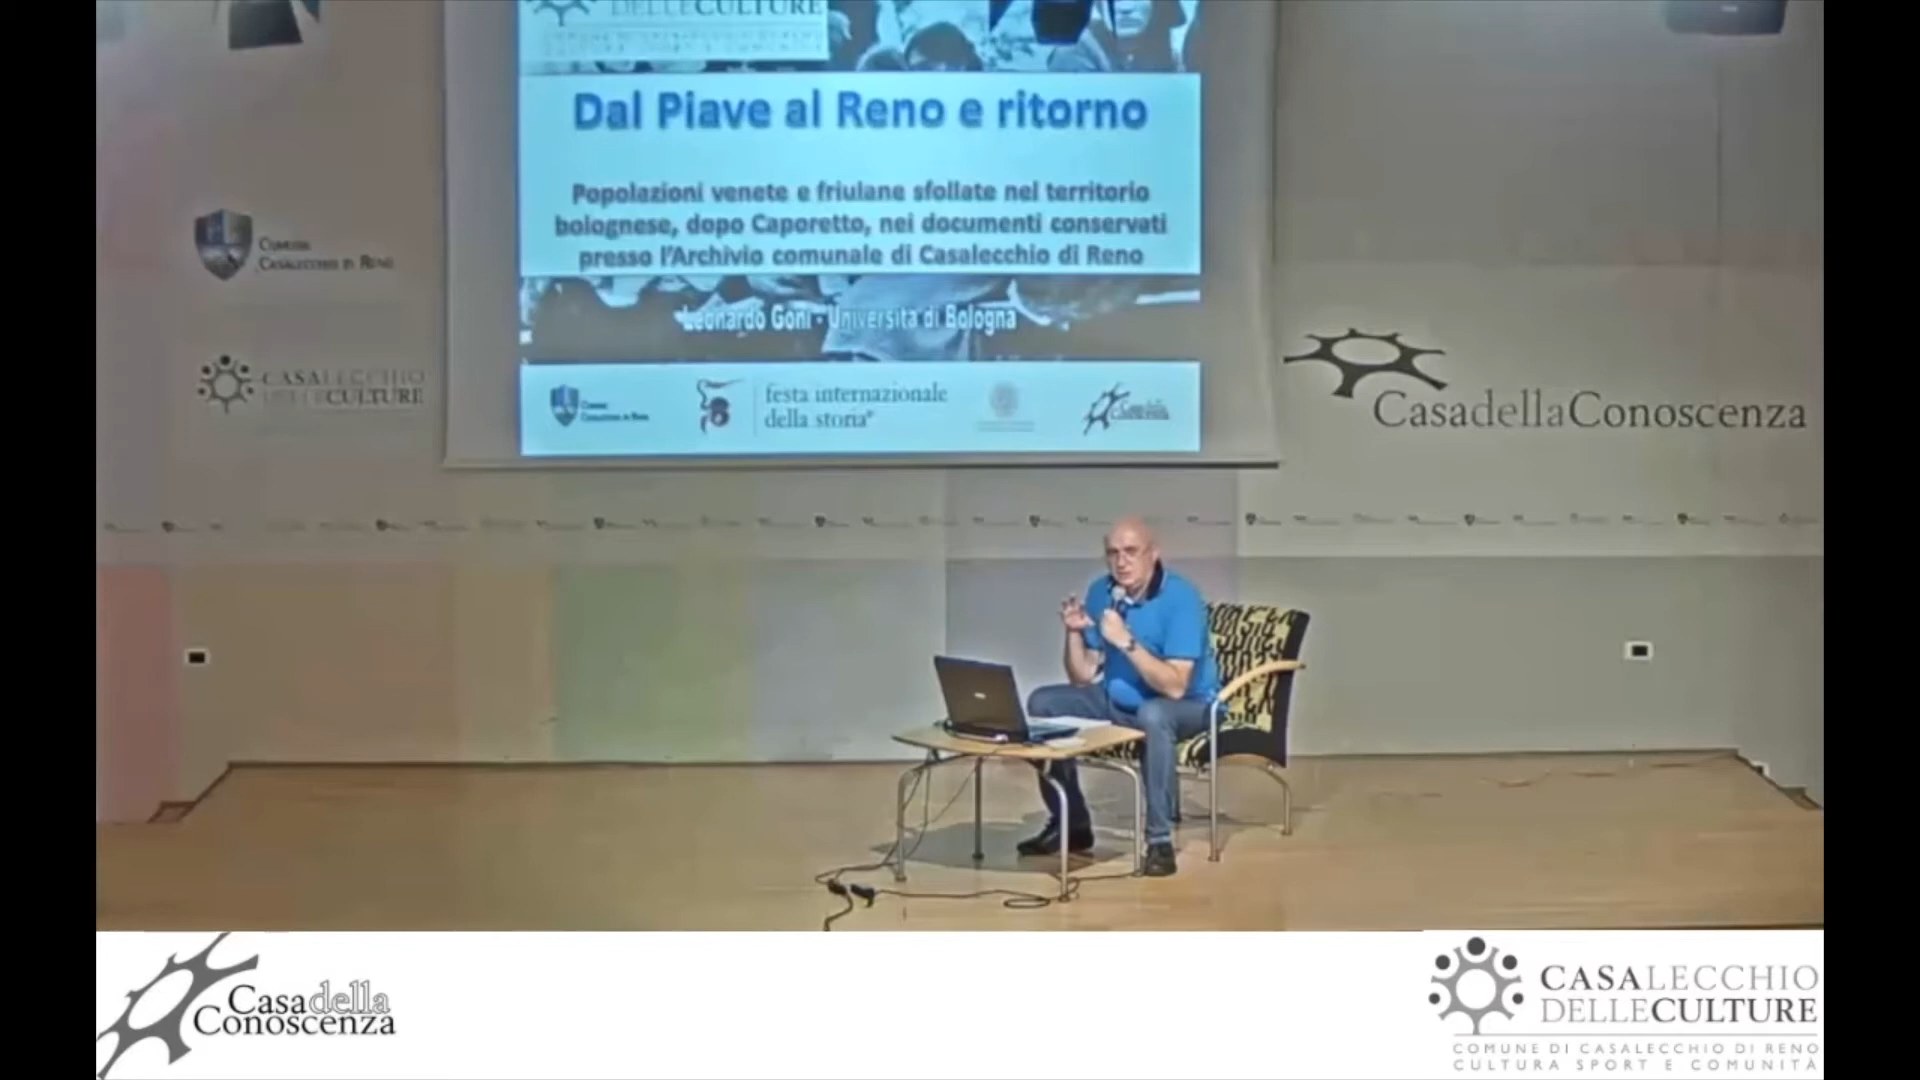 DELLECULTURE
Dal Piave al Reno e ritorno
Popolazioni venete e friulane sfollate nel territorio
bolognese, dopo Caporetto, nei documenti conservati
presso l'Archivio comunale di Casalecchio di Reno
Leonardo Goni - Università di Bologna
festa internazionale
della storia
COMUNE
CASALECCHIO DI RENO
CASALECCHIO
DELLECULTURE
CasadellaConoscenza
Casadella
Conoscenza
CASALECCHIO
DELLECULTURE
COMUNE DI CASALECCHIO DI RENO
CULTURA SPORT E COMUNITÀ